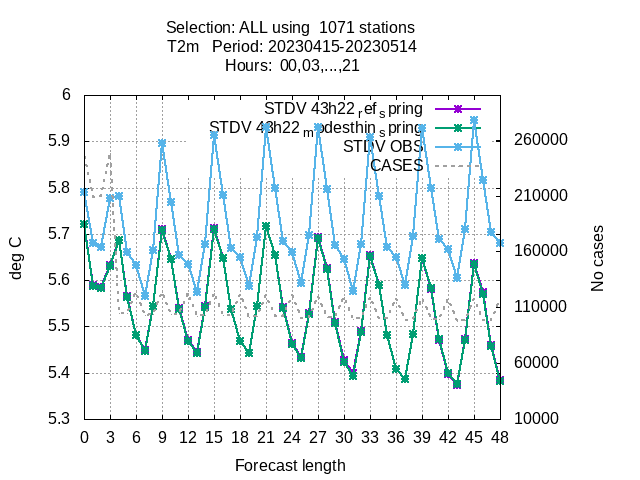 Selection: ALL using  1071 stations
T2m   Period: 20230415-20230514
Hours:  00,03,...,21
STDV 43h22_ref_spring
STDV 43h22_modesthin_spring
STDV OBS
CASES
6
5.9
5.8
5.7
5.6
5.5
5.4
5.3
deg C
260000
210000
160000
110000
60000
10000
No cases
0 3 6 9 12 15 18 21 24 27 30 33 36 39 42 45 48
Forecast length